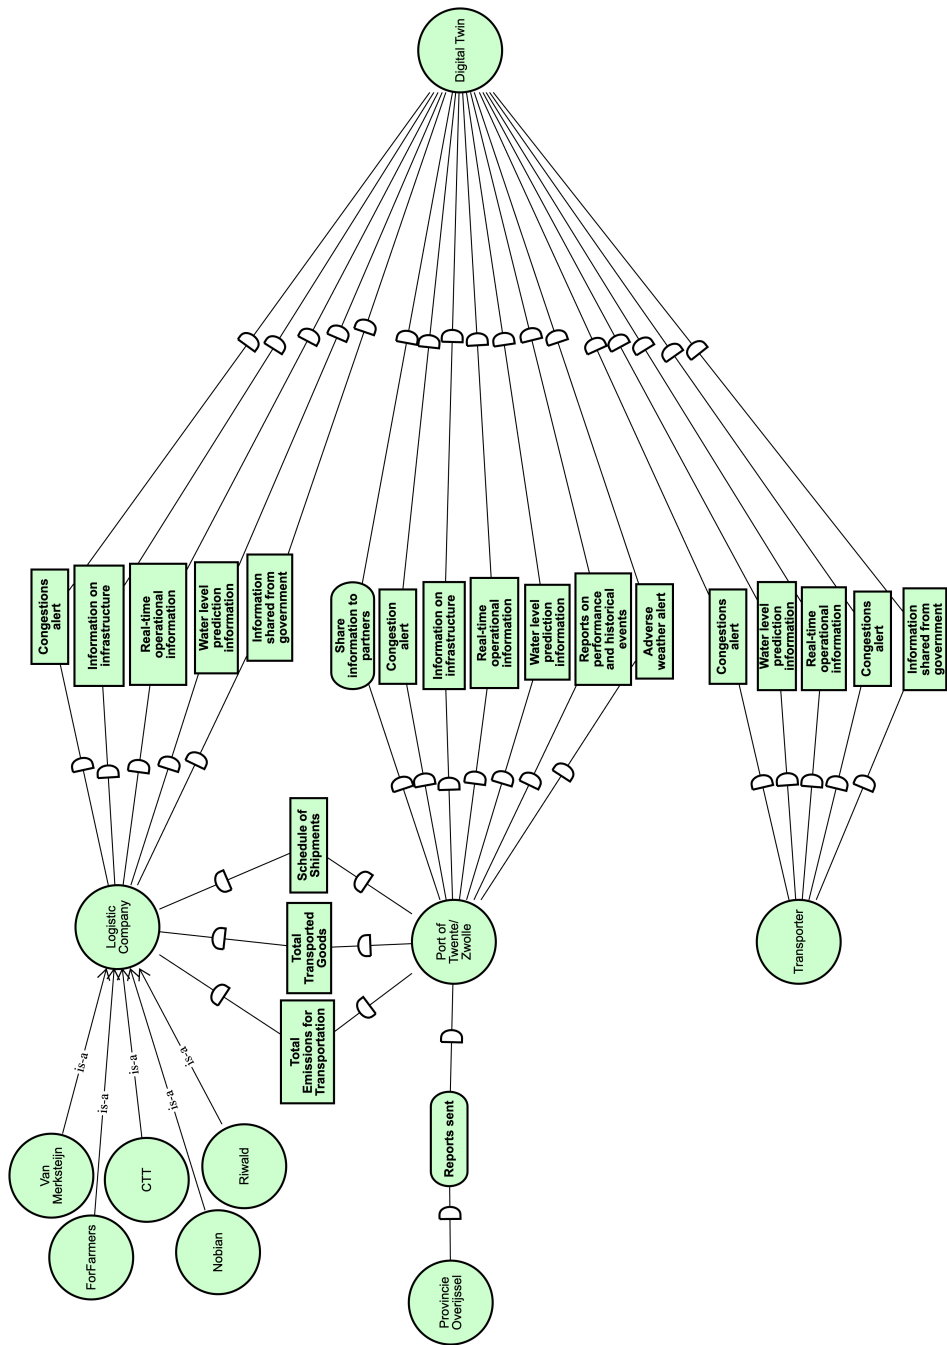 Digital Twin
Congestions
alert
Information on
infrastructure
Real-time
operational
information
Water level
prediction
information
Information
shared from
government
Share
information to
partners
Congestion
alert
Information on
infrastructure
Real-time
operational
information
Water level
prediction
information
Reports on
performance
and historical
events
Adverse
weather alert
Congestions
alert
Water level
prediction
information
Real-time
operational
information
Congestions
alert
Information
shared from
government
Schedule of
Shipments
Total
Transported
Goods
Total
Emissions for
Transportation
Logistic
Company
Port of
Twente/
Zwolle
Transporter
is-a
is-a
is-a
is-a
is-a
Van
Merksteijn
ForFarmers
CTT
Nobian
Riwald
Reports sent
Provincie
Overijssel